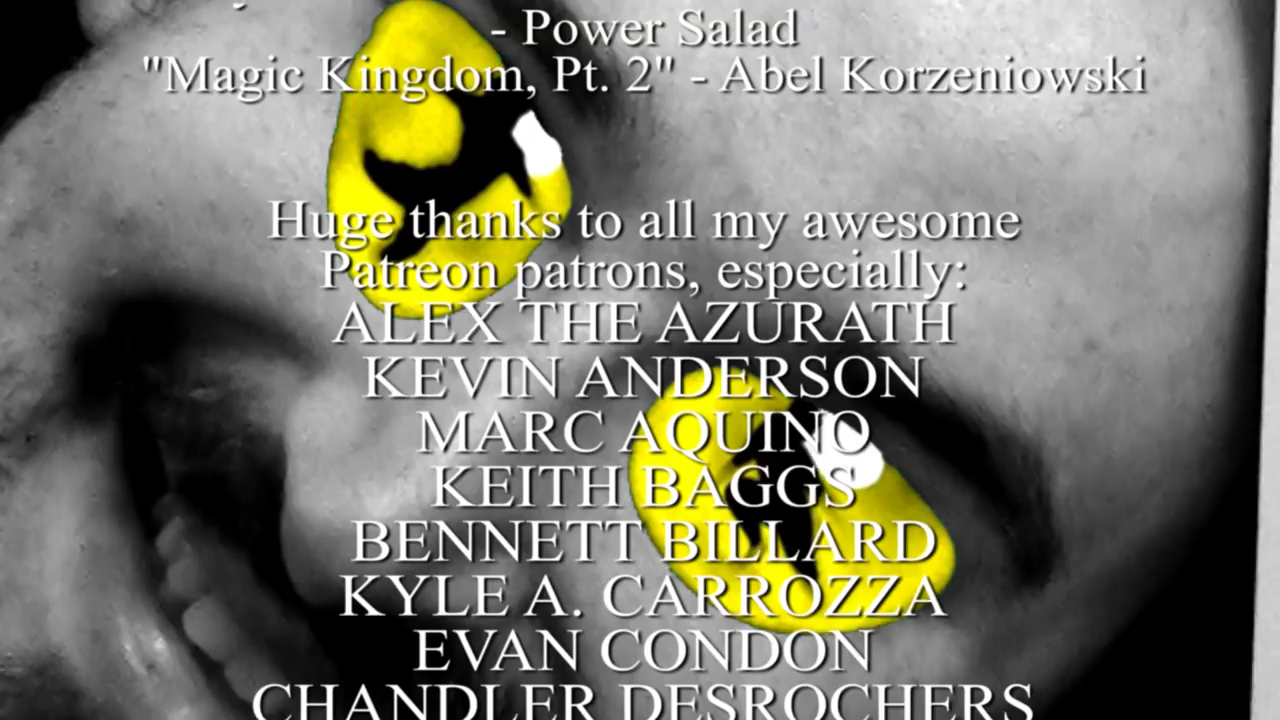 - Power Salad
"Magic Kingdom, Pt. 2" - Abel Korzeniowski
Huge thanks to all my awesome
Patreon patrons, especially:
ALEX THE AZURATH
KEVIN ANDERSON
MARC AQUINO
KEITH BAGGS
BENNETT BILLARD
KYLE A. CARROZZA
EVAN CONDON
CHANDLER DESROCHERS